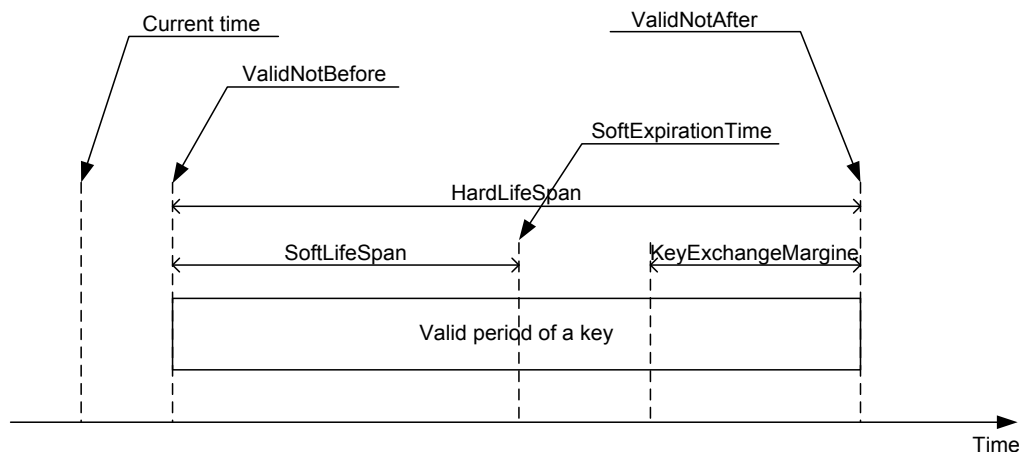 Current time
ValidNotAfter
ValidNotBefore
SoftExpirationTime
HardLifeSpan
SoftLifeSpan
KeyExchangeMargine
Valid period of a key
Time